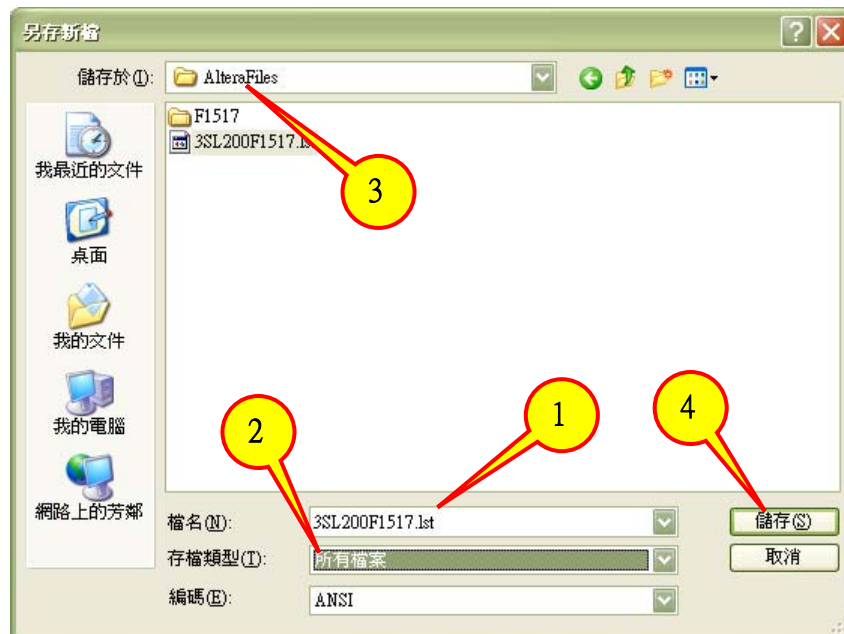 另存新檔
儲存於(I): AlteraFiles
F1517
3SL200F1517.
3
我最近的文件
桌面
我的文件
我的電腦
網路上的芳鄰
2
1
4
檔名(N): 3SL200F1517.lst 儲存(S)
存檔類型(T): 所有檔案 取消
編碼(E): ANSI